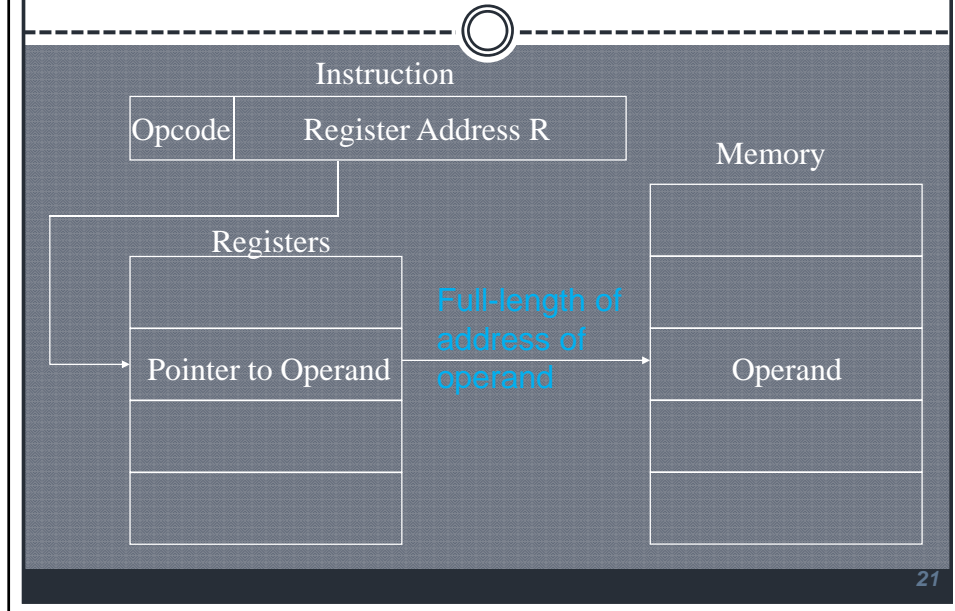 Instruction
Opcode
Register Address R
Memory
Registers
Full-length of
address of
operand
Pointer to Operand
Operand
21